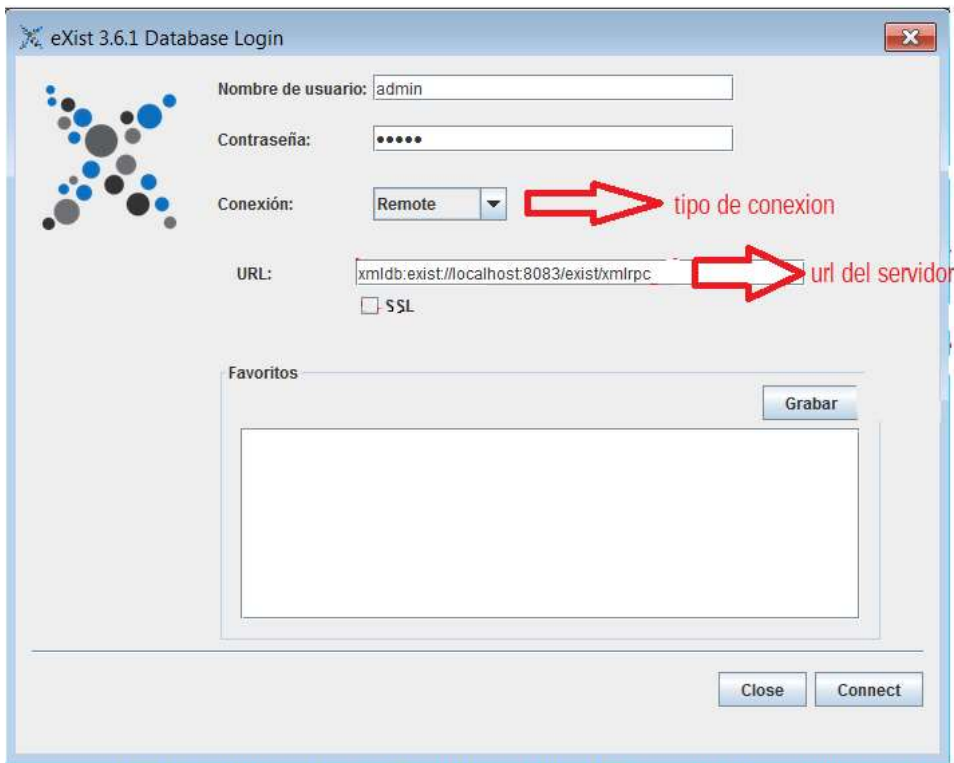 eXist 3.6.1 Database Login
Nombre de usuario: admin
Contraseña: •••••
Conexión: Remote tipo de conexion
URL: xmldb:exist://localhost:8083/exist/xmlrpc url del servidor
SSL
Favoritos
Grabar
Close Connect